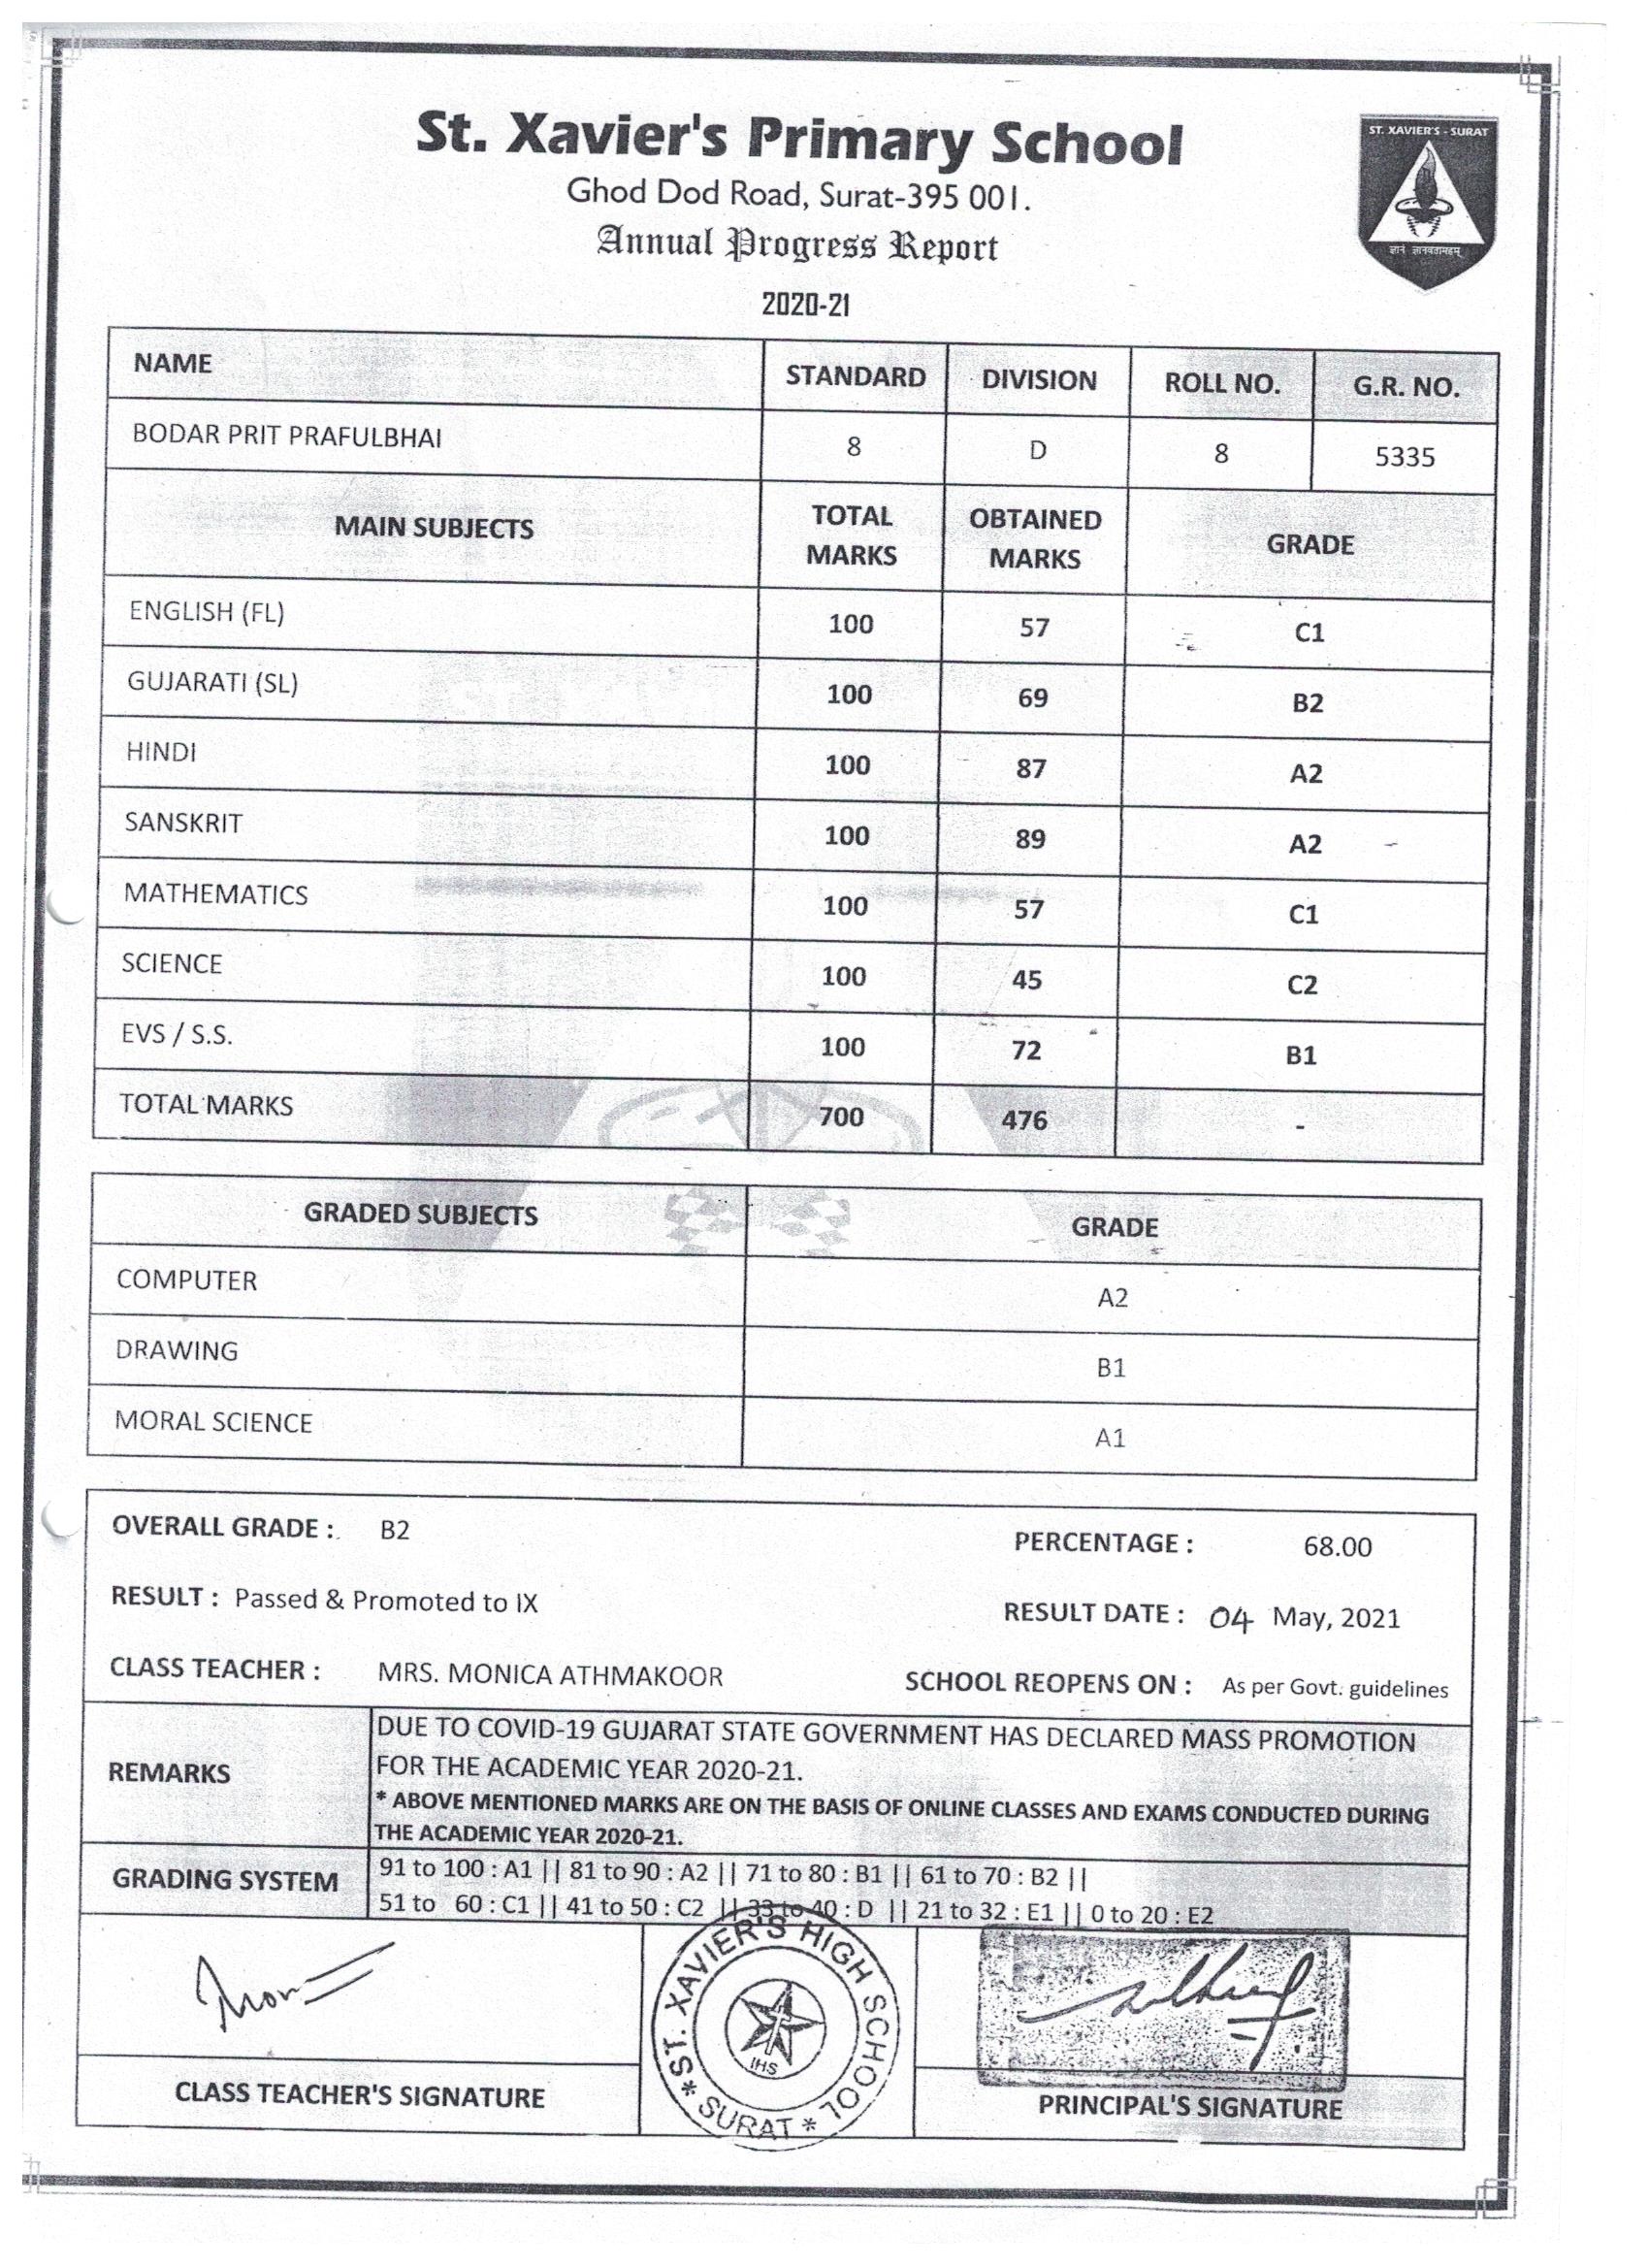 St. Xavier's Primary School
Ghod Dod Road, Surat-395 001.
Annual Progress Report
2020-21
ST. XAVIER'S - SURAT
ज्ञानं ज्ञानवतामहम्
NAME STANDARD DIVISION ROLL NO. G.R. NO.
BODAR PRIT PRAFULBHAI 8 D 8 5335
MAIN SUBJECTS TOTAL MARKS OBTAINED MARKS GRADE
ENGLISH (FL) 100 57 C1
GUJARATI (SL) 100 69 B2
HINDI 100 87 A2
SANSKRIT 100 89 A2
MATHEMATICS 100 57 C1
SCIENCE 100 45 C2
EVS / S.S. 100 72 B1
TOTAL MARKS 700 476 -
GRADED SUBJECTS GRADE
COMPUTER A2
DRAWING B1
MORAL SCIENCE A1
OVERALL GRADE : B2 PERCENTAGE : 68.00
RESULT : Passed & Promoted to IX RESULT DATE : 04 May, 2021
CLASS TEACHER : MRS. MONICA ATHMAKOOR SCHOOL REOPENS ON : As per Govt. guidelines
REMARKS
DUE TO COVID-19 GUJARAT STATE GOVERNMENT HAS DECLARED MASS PROMOTION
FOR THE ACADEMIC YEAR 2020-21.
* ABOVE MENTIONED MARKS ARE ON THE BASIS OF ONLINE CLASSES AND EXAMS CONDUCTED DURING
THE ACADEMIC YEAR 2020-21.
GRADING SYSTEM
91 to 100 : A1 || 81 to 90 : A2 || 71 to 80 : B1 || 61 to 70 : B2 ||
51 to 60 : C1 || 41 to 50 : C2 || 33 to 40 : D || 21 to 32 : E1 || 0 to 20 : E2
ST. XAVIER'S HIGH SCHOOL
* SURAT *
IHS
CLASS TEACHER'S SIGNATURE
PRINCIPAL'S SIGNATURE